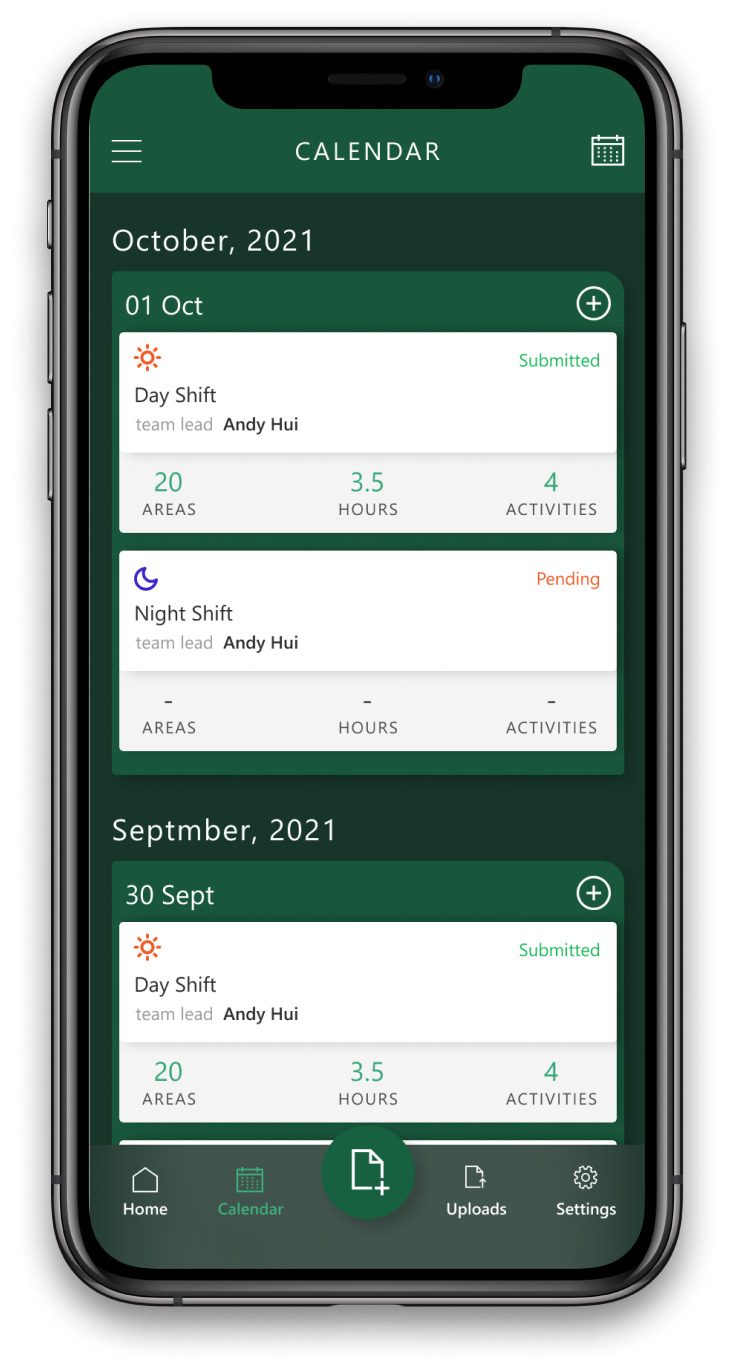 CALENDAR
October, 2021
01 Oct
Submitted
Day Shift
team lead Andy Hui
20 3.5 4
AREAS HOURS ACTIVITIES
Pending
Night Shift
team lead Andy Hui
- - -
AREAS HOURS ACTIVITIES
Septmber, 2021
30 Sept
Submitted
Day Shift
team lead Andy Hui
20 3.5 4
AREAS HOURS ACTIVITIES
Home Calendar Uploads Settings